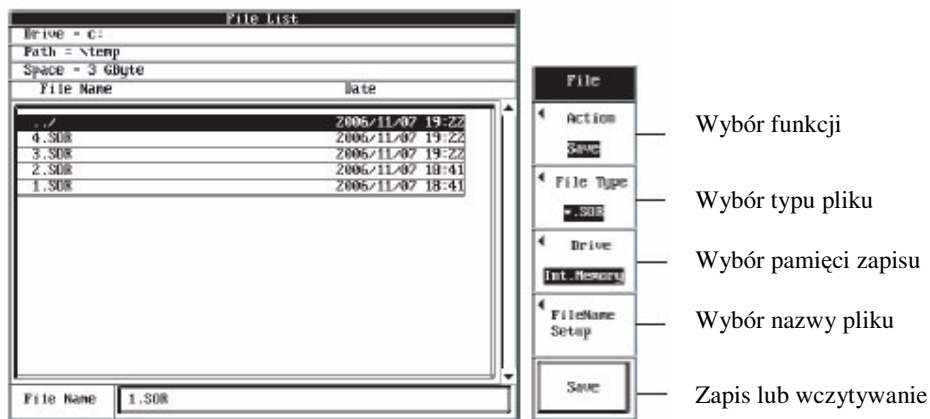 File List
Drive = c:
Path = \temp
Space = 3 GByte
File Name Date
../ 2006/11/07 19:22
4.SOR 2006/11/07 19:22
3.SOR 2006/11/07 19:22
2.SOR 2006/11/07 18:41
1.SOR 2006/11/07 18:41
File Name 1.SOR
File
Action
Save
File Type
*.SOR
Drive
Int.Memory
FileName
Setup
Save
Wybór funkcji
Wybór typu pliku
Wybór pamięci zapisu
Wybór nazwy pliku
Zapis lub wczytywanie